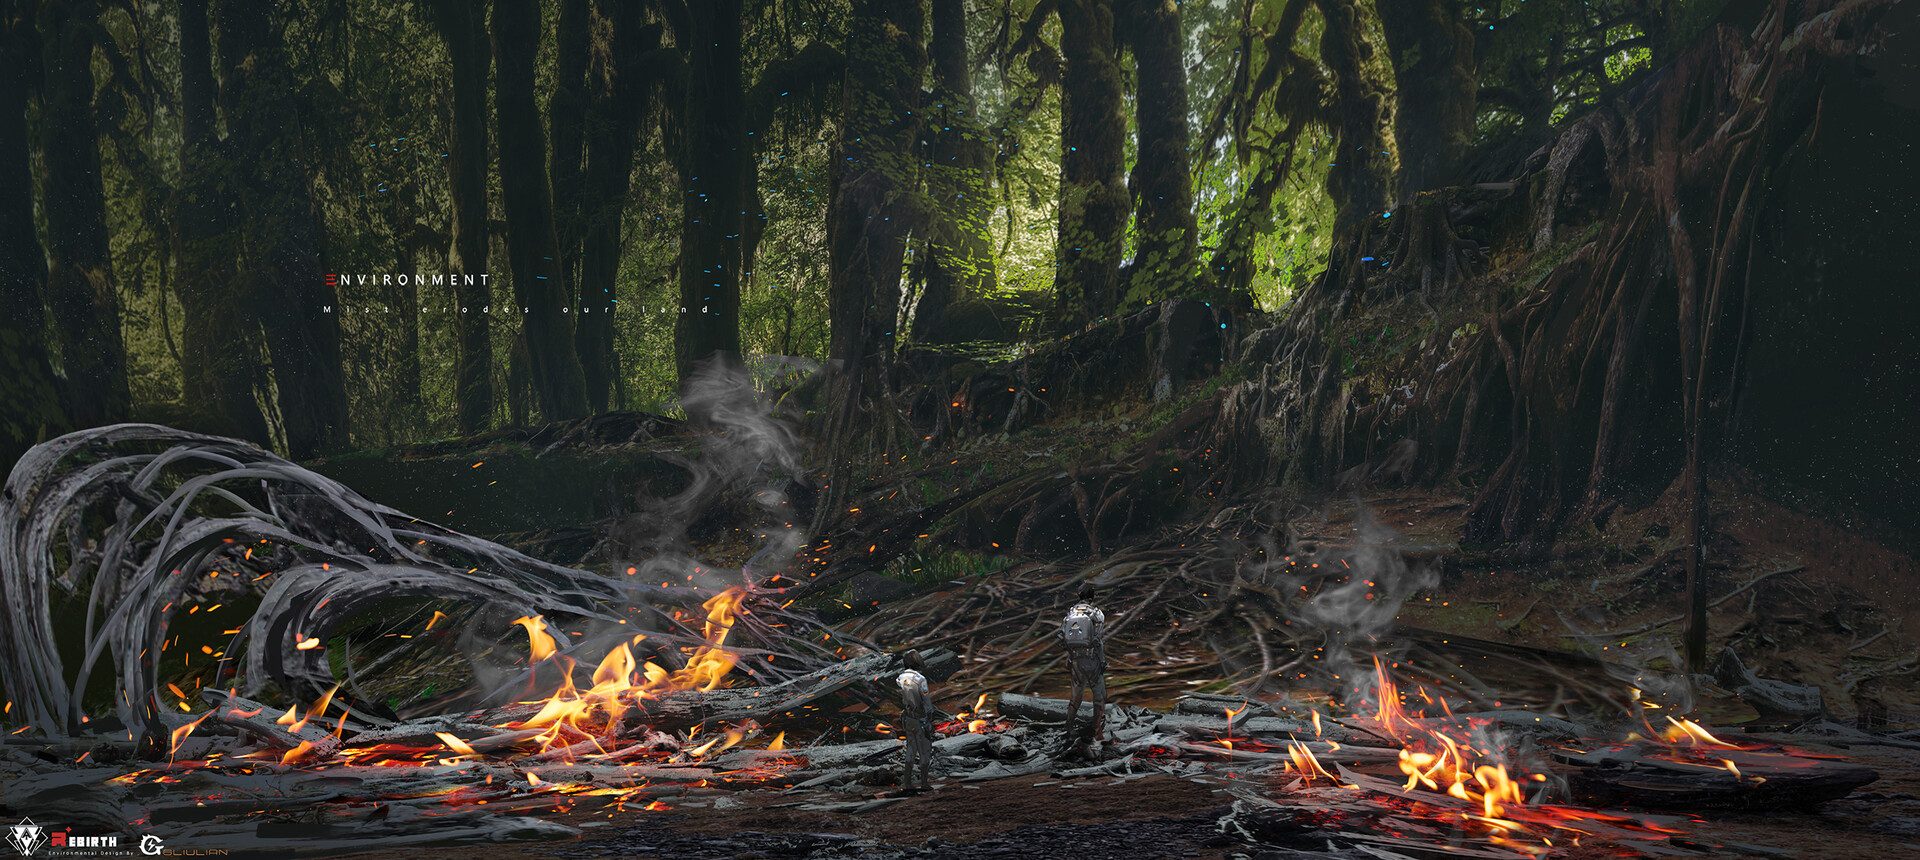 ENVIRONMENT
Mist erodes our land
REBIRTH
Environmental Design by
GLIULIAN